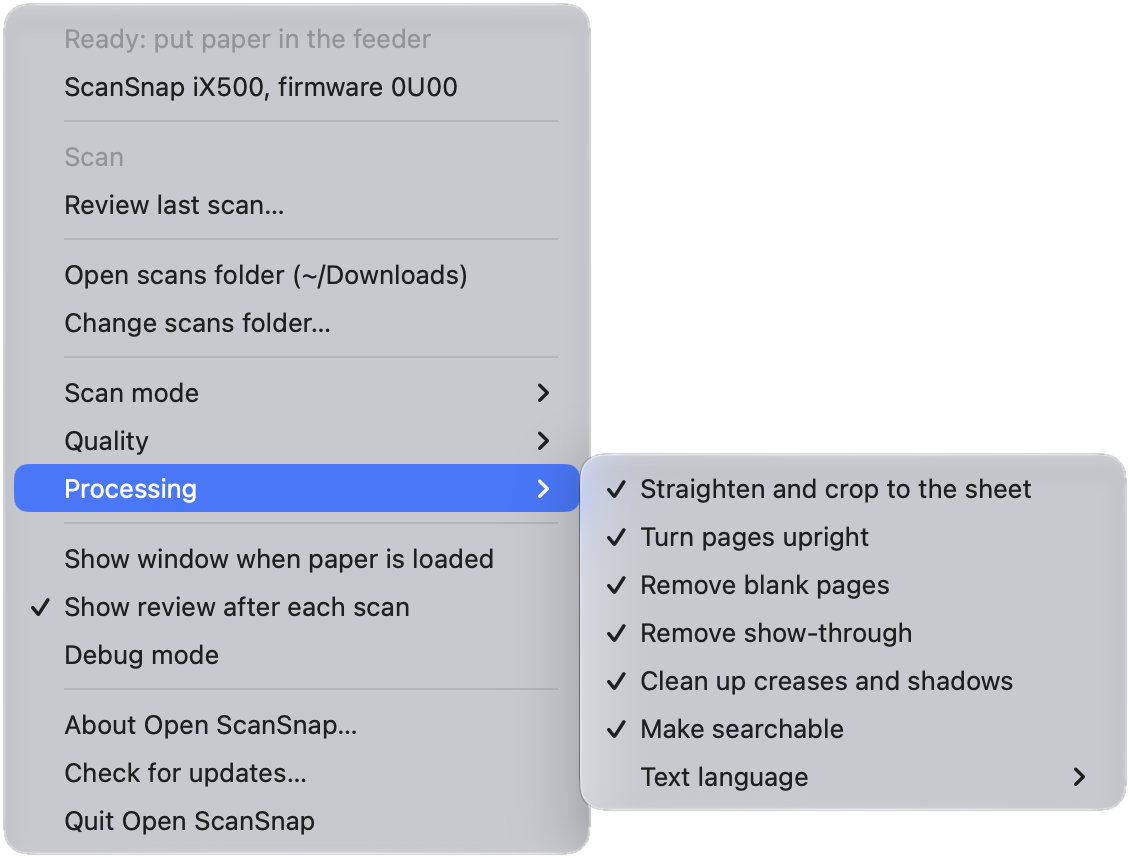 Ready: put paper in the feeder
ScanSnap iX500, firmware 0U00
Scan
Review last scan...
Open scans folder (~/Downloads)
Change scans folder...
Scan mode
Quality
Processing
Show window when paper is loaded
Show review after each scan
Debug mode
About Open ScanSnap...
Check for updates...
Quit Open ScanSnap
Straighten and crop to the sheet
Turn pages upright
Remove blank pages
Remove show-through
Clean up creases and shadows
Make searchable
Text language